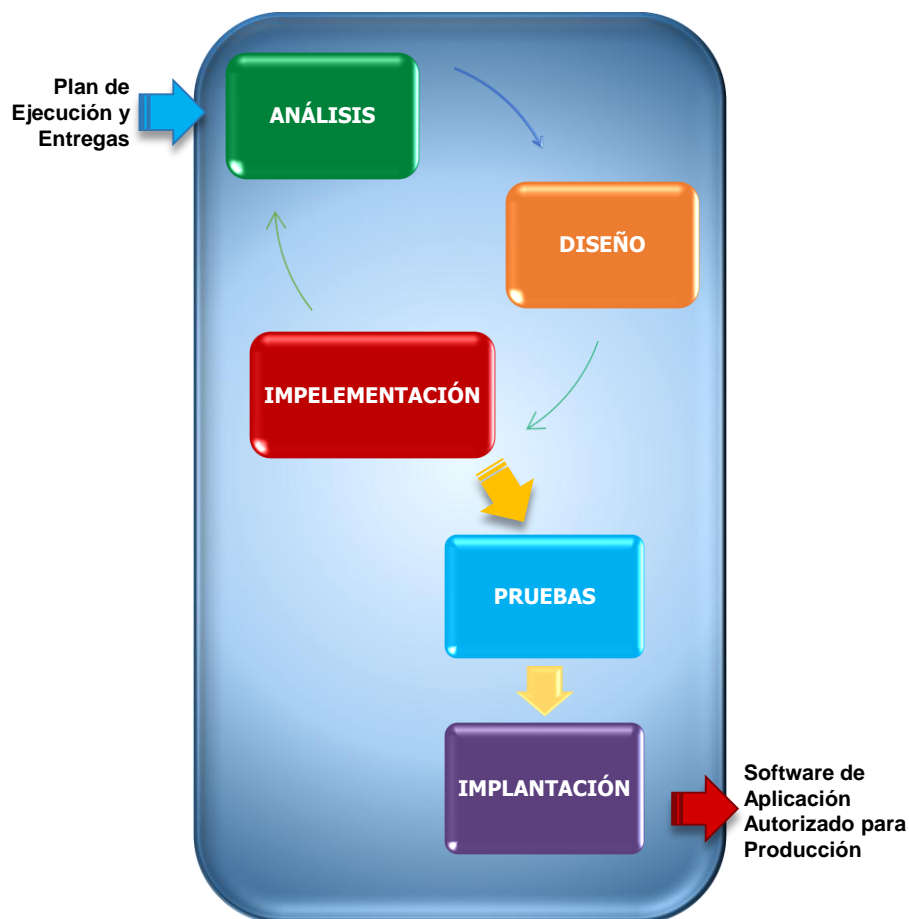 Plan de
Ejecución y
Entregas
ANÁLISIS
DISEÑO
IMPELEMENTACIÓN
PRUEBAS
IMPLANTACIÓN
Software de
Aplicación
Autorizado para
Producción